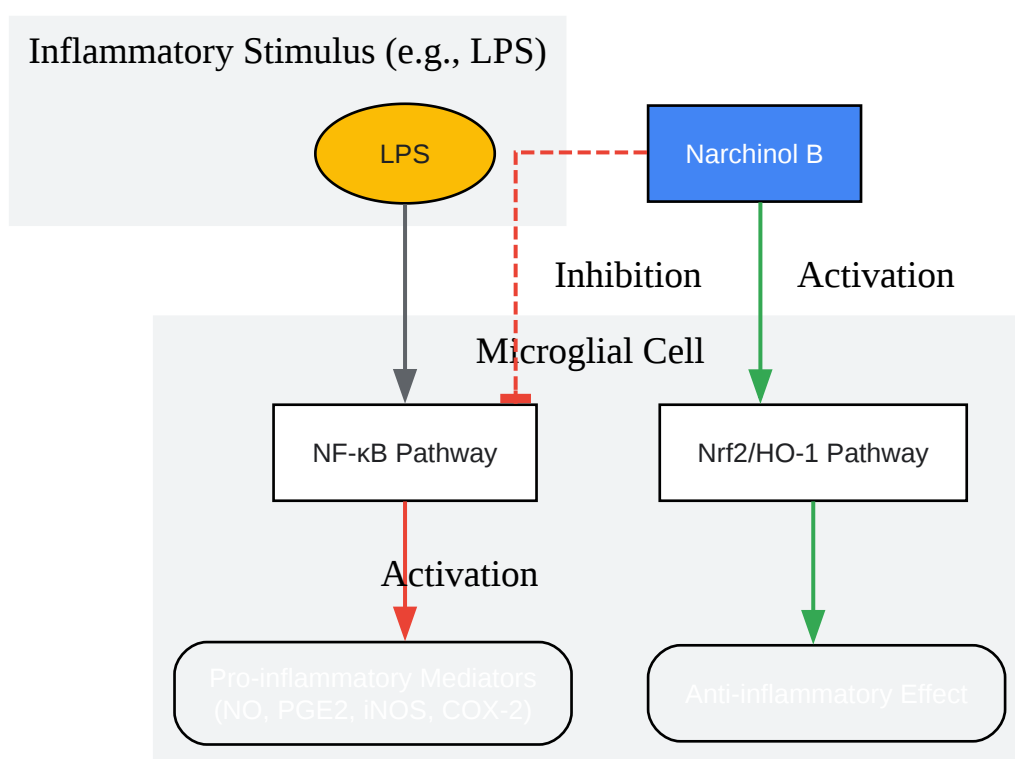 Inflammatory Stimulus (e.g., LPS)
LPS
Narchinol B
Inhibition
Activation
Microglial Cell
NF-κB Pathway
Nrf2/HO-1 Pathway
Activation
Pro-inflammatory Mediators
(NO, PGE2, iNOS, COX-2)
Anti-inflammatory Effect